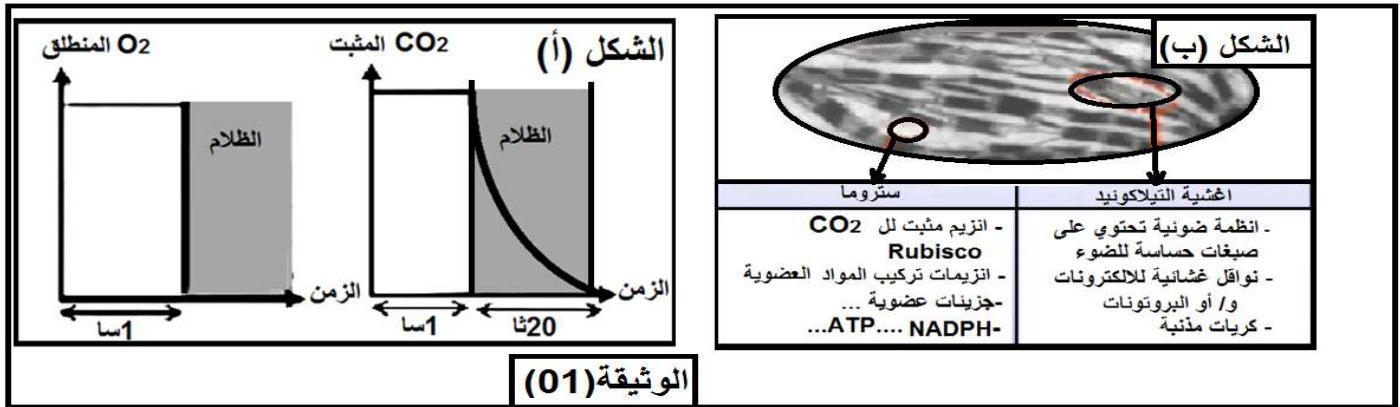 الشكل (أ)
CO2 المثبت
O2 المنطلق
الظلام
الظلام
الزمن
الزمن
1سا
20ثا
1سا
الشكل (ب)
ستروما
اغشية التيلاكونيد
- انزيم مثبت لل CO2
Rubisco
- انزيمات تركيب المواد العضوية
-جزيئات عضوية ...
-NADPH ....ATP...
- انظمة ضوئية تحتوي على
صبغات حساسة للضوء
- نواقل غشائية للالكترونات
و/ أو البروتونات
- كريات مذنبة
الوثيقة(01)